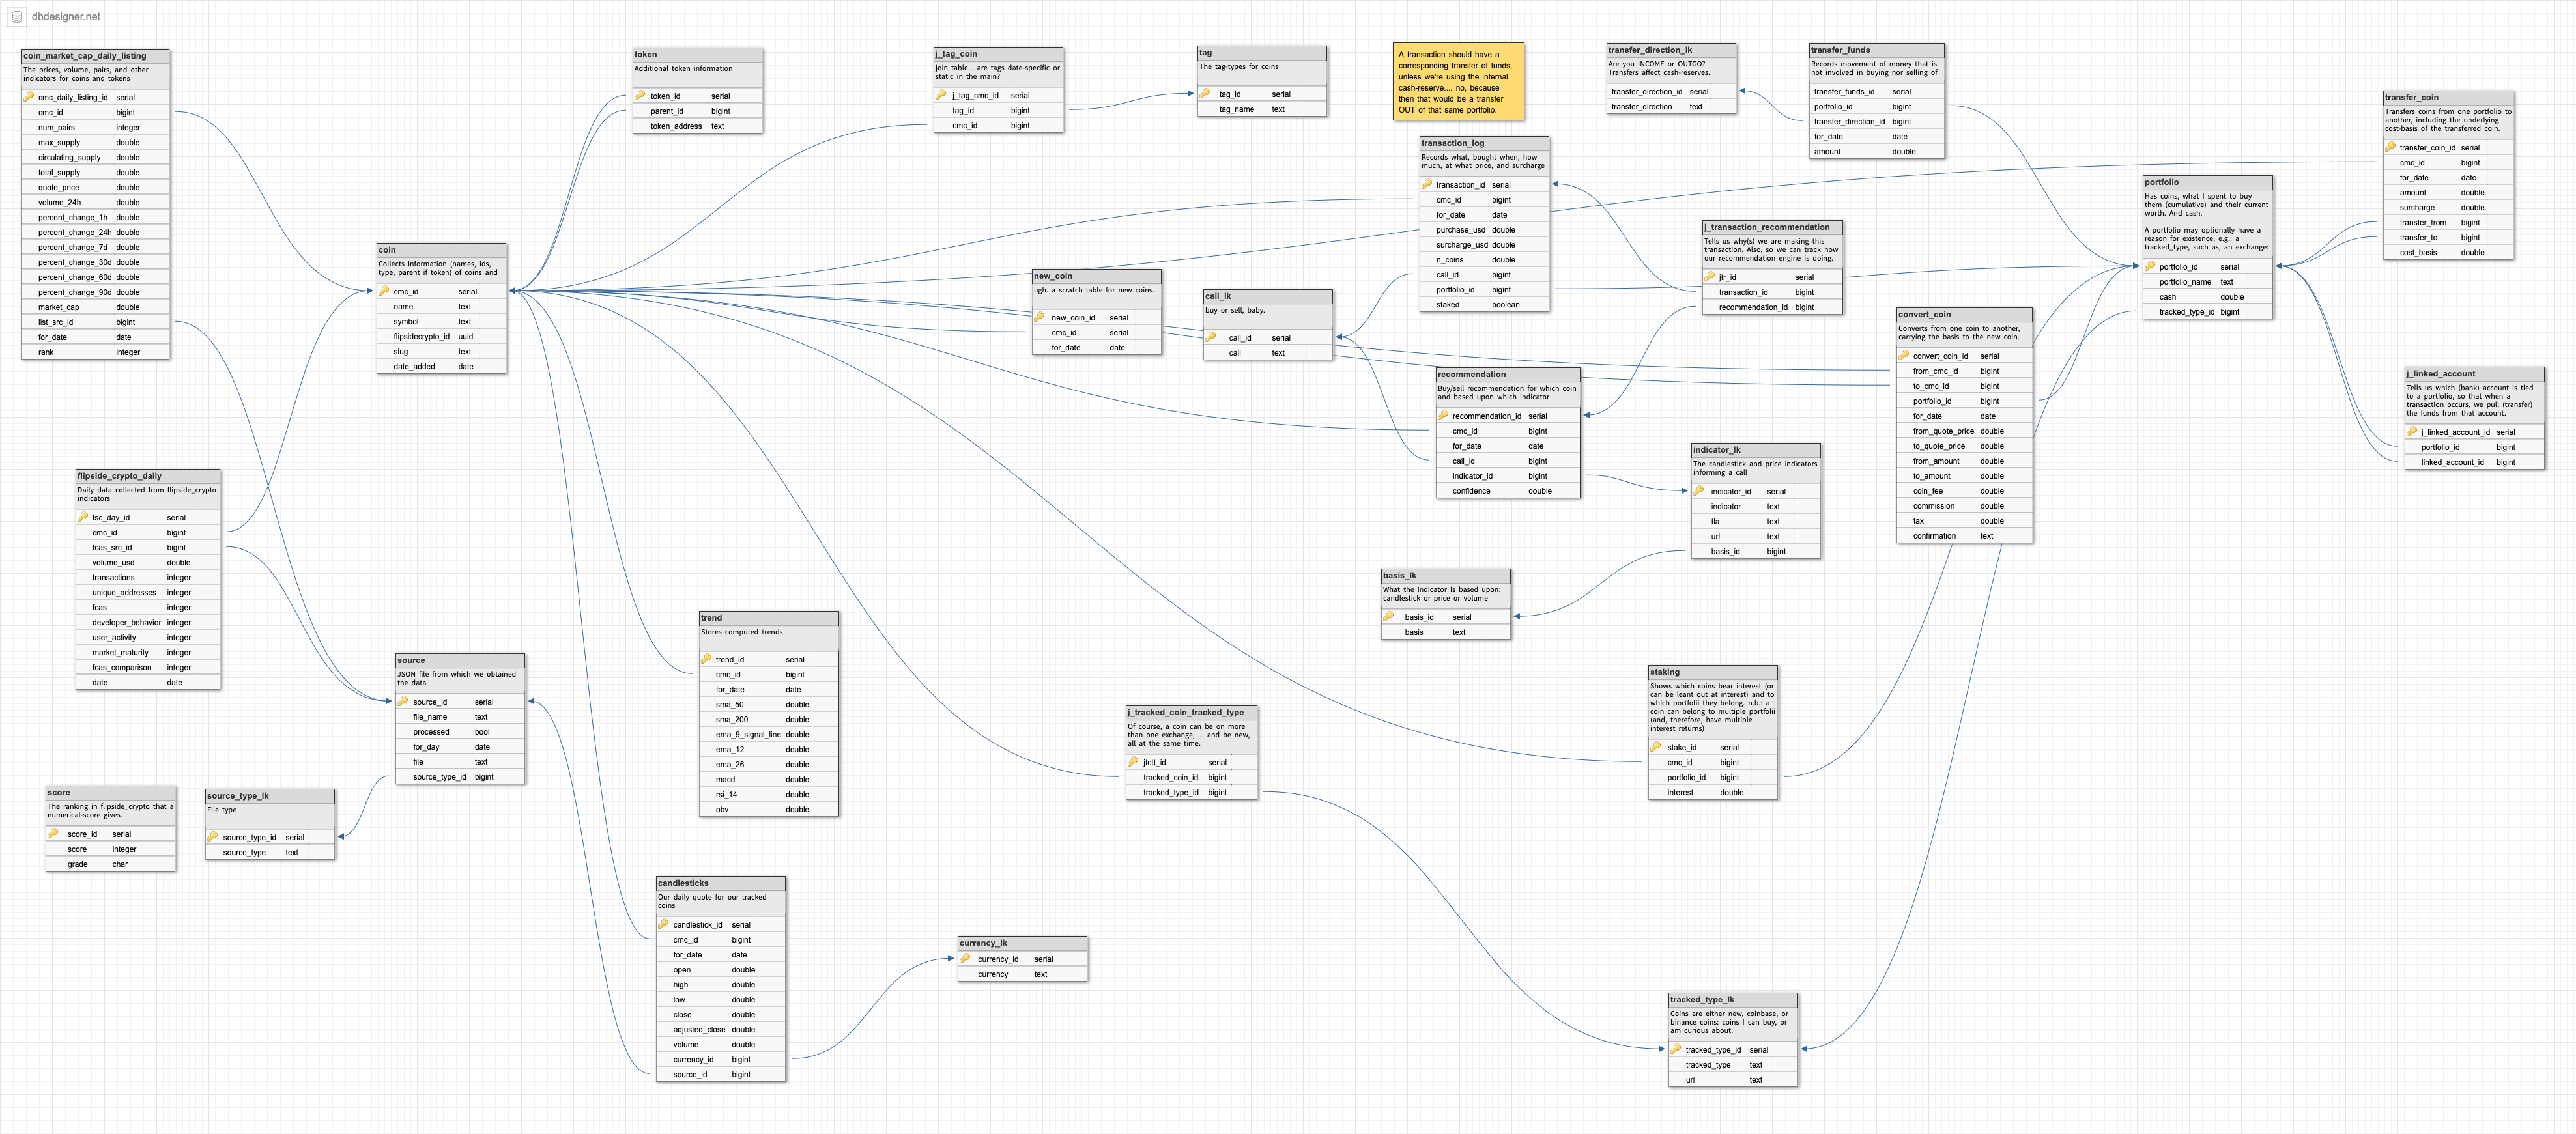 dbdesigner.net
coin_market_cap_daily_listing
The prices, volume, pairs, and other
indicators for coins and tokens
cmc_daily_listing_id serial
cmc_id bigint
num_pairs integer
max_supply double
circulating_supply double
total_supply double
quote_price double
volume_24h double
percent_change_1h double
percent_change_24h double
percent_change_7d double
percent_change_30d double
percent_change_60d double
percent_change_90d double
market_cap double
list_src_id bigint
for_date date
rank integer
token
Additional token information
token_id serial
parent_id bigint
token_address text
j_tag_coin
join table... are tags date-specific or
static in the main?
j_tag_cmc_id serial
tag_id bigint
cmc_id bigint
tag
The tag-types for coins
tag_id serial
tag_name text
A transaction should have a
corresponding transfer of funds,
unless we're using the internal
cash-reserve.... no, because
then that would be a transfer
OUT of that same portfolio.
transfer_direction_lk
Are you INCOME or OUTGO?
Transfers affect cash-reserves.
transfer_direction_id serial
transfer_direction text
transfer_funds
Records movement of money that is
not involved in buying nor selling of
transfer_funds_id serial
portfolio_id bigint
transfer_direction_id bigint
for_date date
amount double
transfer_coin
Transfers coins from one portfolio to
another, including the underlying
cost-basis of the transferred coin.
transfer_coin_id serial
cmc_id bigint
for_date date
amount double
surcharge double
transfer_from bigint
transfer_to bigint
cost_basis double
transaction_log
Records what, bought when, how
much, at what price, and surcharge
transaction_id serial
cmc_id bigint
for_date date
purchase_usd double
surcharge_usd double
n_coins double
call_id bigint
portfolio_id bigint
staked boolean
portfolio
Has coins, what I spent to buy
them (cumulative) and their current
worth. And cash.
A portfolio may optionally have a
reason for existence, e.g.: a
tracked_type, such as, an exchange:
portfolio_id serial
portfolio_name text
cash double
tracked_type_id bigint
j_transaction_recommendation
Tells us why(s) we are making this
transaction. Also, so we can track how
our recommendation engine is doing.
jtr_id serial
transaction_id bigint
recommendation_id bigint
coin
Collects information (names, ids,
type, parent if token) of coins and
cmc_id serial
name text
symbol text
flipsidecrypto_id uuid
slug text
date_added date
new_coin
ugh. a scratch table for new coins.
new_coin_id serial
cmc_id serial
for_date date
call_lk
buy or sell, baby.
call_id serial
call text
convert_coin
Converts from one coin to another,
carrying the basis to the new coin.
convert_coin_id serial
from_cmc_id bigint
to_cmc_id bigint
portfolio_id bigint
for_date date
from_quote_price double
to_quote_price double
from_amount double
to_amount double
coin_fee double
commission double
tax double
confirmation text
recommendation
Buy/sell recommendation for which coin
and based upon which indicator
recommendation_id serial
cmc_id bigint
for_date date
call_id bigint
indicator_id bigint
confidence double
j_linked_account
Tells us which (bank) account is tied
to a portfolio, so that when a
transaction occurs, we pull (transfer)
the funds from that account.
j_linked_account_id serial
portfolio_id bigint
linked_account_id bigint
indicator_lk
The candlestick and price indicators
informing a call
indicator_id serial
indicator text
tla text
url text
basis_id bigint
flipside_crypto_daily
Daily data collected from flipside_crypto
indicators
fsc_day_id serial
cmc_id bigint
fcas_src_id bigint
volume_usd double
transactions integer
unique_addresses integer
fcas integer
developer_behavior integer
user_activity integer
market_maturity integer
fcas_comparison integer
date date
basis_lk
What the indicator is based upon:
candlestick or price or volume
basis_id serial
basis text
trend
Stores computed trends
trend_id serial
cmc_id bigint
for_date date
sma_50 double
sma_200 double
ema_9_signal_line double
ema_12 double
ema_26 double
macd double
rsi_14 double
obv double
source
JSON file from which we obtained
the data.
source_id serial
file_name text
processed bool
for_day date
file text
source_type_id bigint
staking
Shows which coins bear interest (or
can be leant out at interest) and to
which portfolii they belong. n.b.: a
coin can belong to multiple portfolii
(and, therefore, have multiple
interest returns)
stake_id serial
cmc_id bigint
portfolio_id bigint
interest double
j_tracked_coin_tracked_type
Of course, a coin can be on more
than one exchange, ... and be new,
all at the same time.
jtctt_id serial
tracked_coin_id bigint
tracked_type_id bigint
score
The ranking in flipside_crypto that a
numerical-score gives.
score_id serial
score integer
grade char
source_type_lk
File type
source_type_id serial
source_type text
candlesticks
Our daily quote for our tracked
coins
candlestick_id serial
cmc_id bigint
for_date date
open double
high double
low double
close double
adjusted_close double
volume double
currency_id bigint
source_id bigint
currency_lk
currency_id serial
currency text
tracked_type_lk
Coins are either new, coinbase, or
binance coins: coins I can buy, or
am curious about.
tracked_type_id serial
tracked_type text
url text